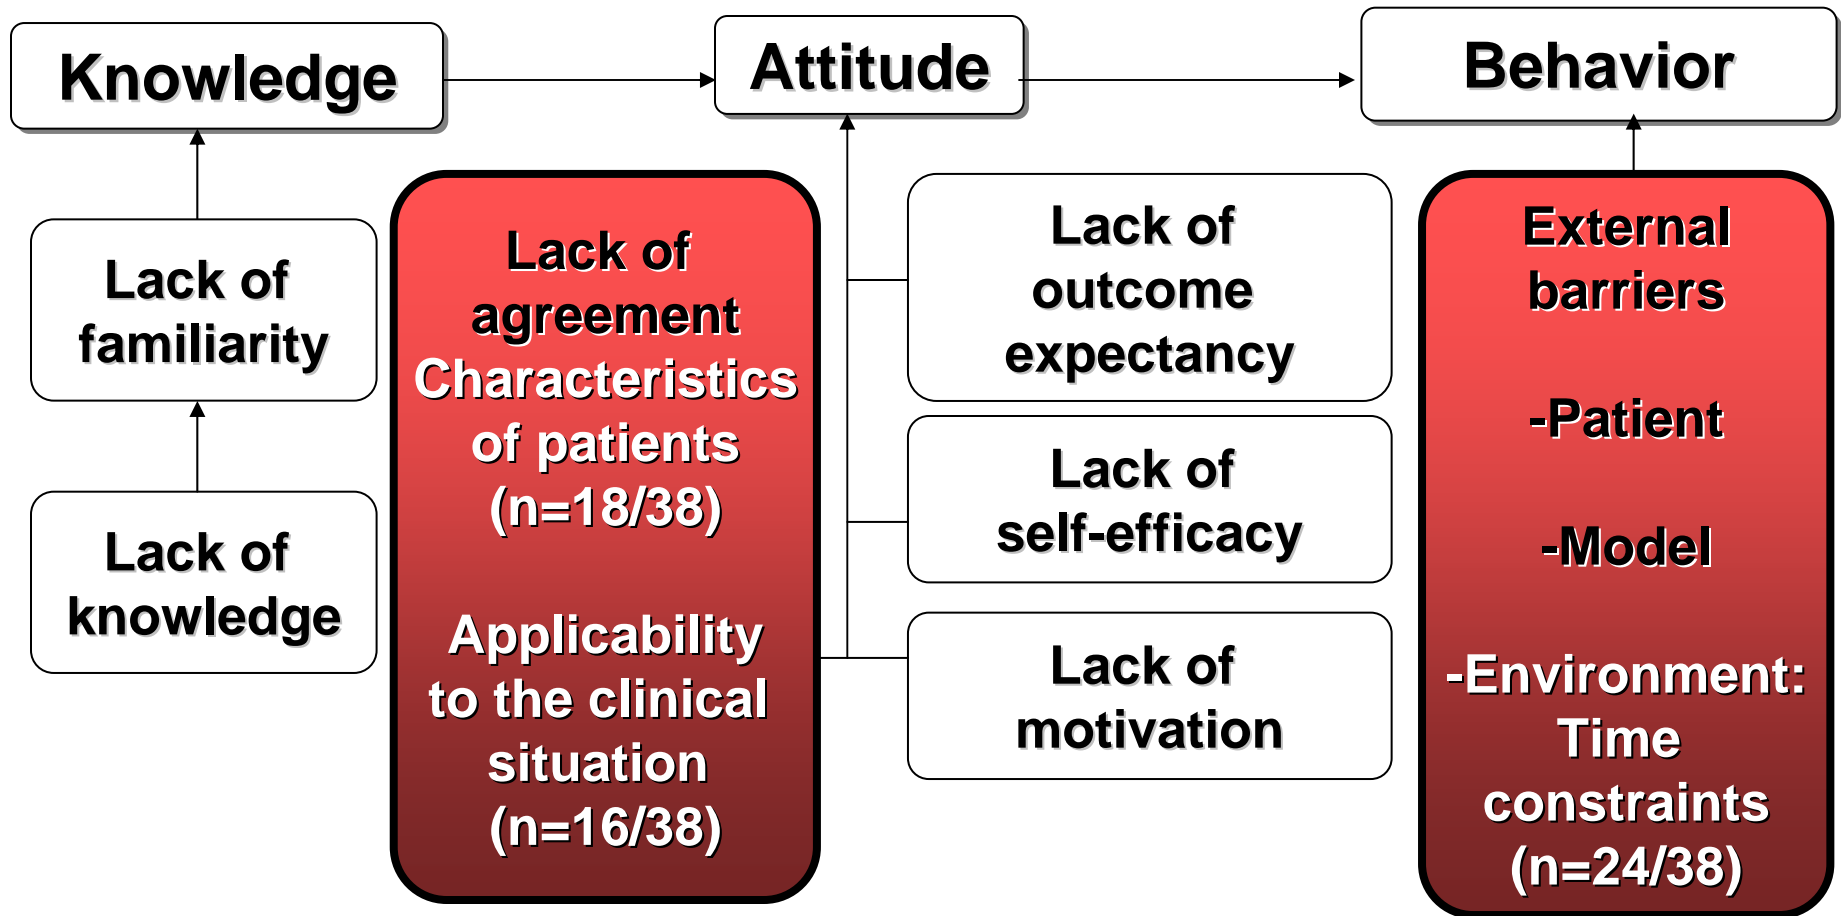 Knowledge
Attitude
Behavior
Lack of
familiarity
Lack of
knowledge
Lack of
agreement
Characteristics
of patients
(n=18/38)
Applicability
to the clinical
situation
(n=16/38)
Lack of
outcome
expectancy
Lack of
self-efficacy
Lack of
motivation
External
barriers
-Patient
-Model
-Environment:
Time
constraints
(n=24/38)